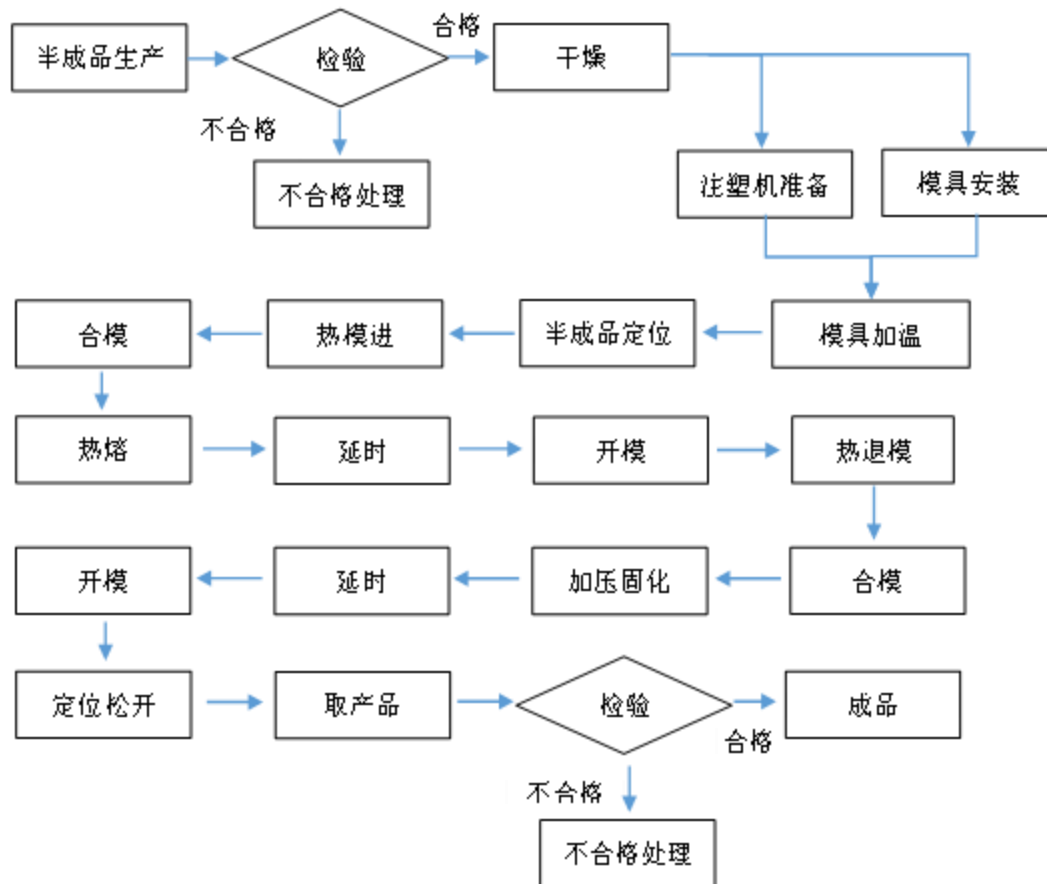 半成品生产
检验
合格
干燥
不合格
不合格处理
注塑机准备
模具安装
合模
热模进
半成品定位
模具加温
热熔
延时
开模
热退模
开模
延时
加压固化
合模
定位松开
取产品
检验
合格
成品
不合格
不合格处理